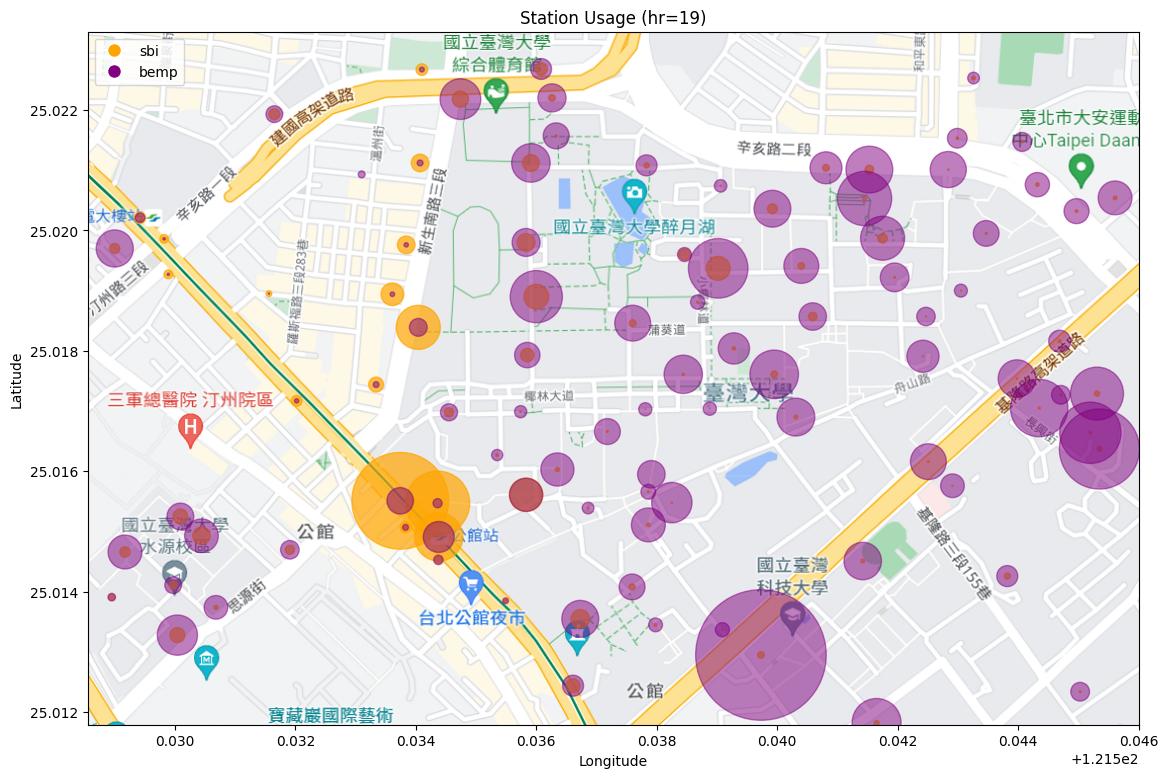 Station Usage (hr=19)
sbi
bemp
國立臺灣大學
綜合體育館
建國高架道路
溫州街
辛亥路一段
新生南路三段
汀州路三段
羅斯福路三段283巷
辛亥路二段
臺北市大安運動
中心Taipei Daan
國立臺灣大學醉月湖
蒲葵道
椰林大道
臺灣大學
舟山路
基隆路高架道路
長興街
三軍總醫院 汀州院區
國立臺灣大學
水源校區
公館
公館站
思源街
台北公館夜市
國立臺灣
科技大學
基隆路三段155巷
公館
寶藏巖國際藝術
Latitude
25.022
25.020
25.018
25.016
25.014
25.012
0.030
0.032
0.034
0.036
0.038
0.040
0.042
0.044
0.046
+1.215e2
Longitude